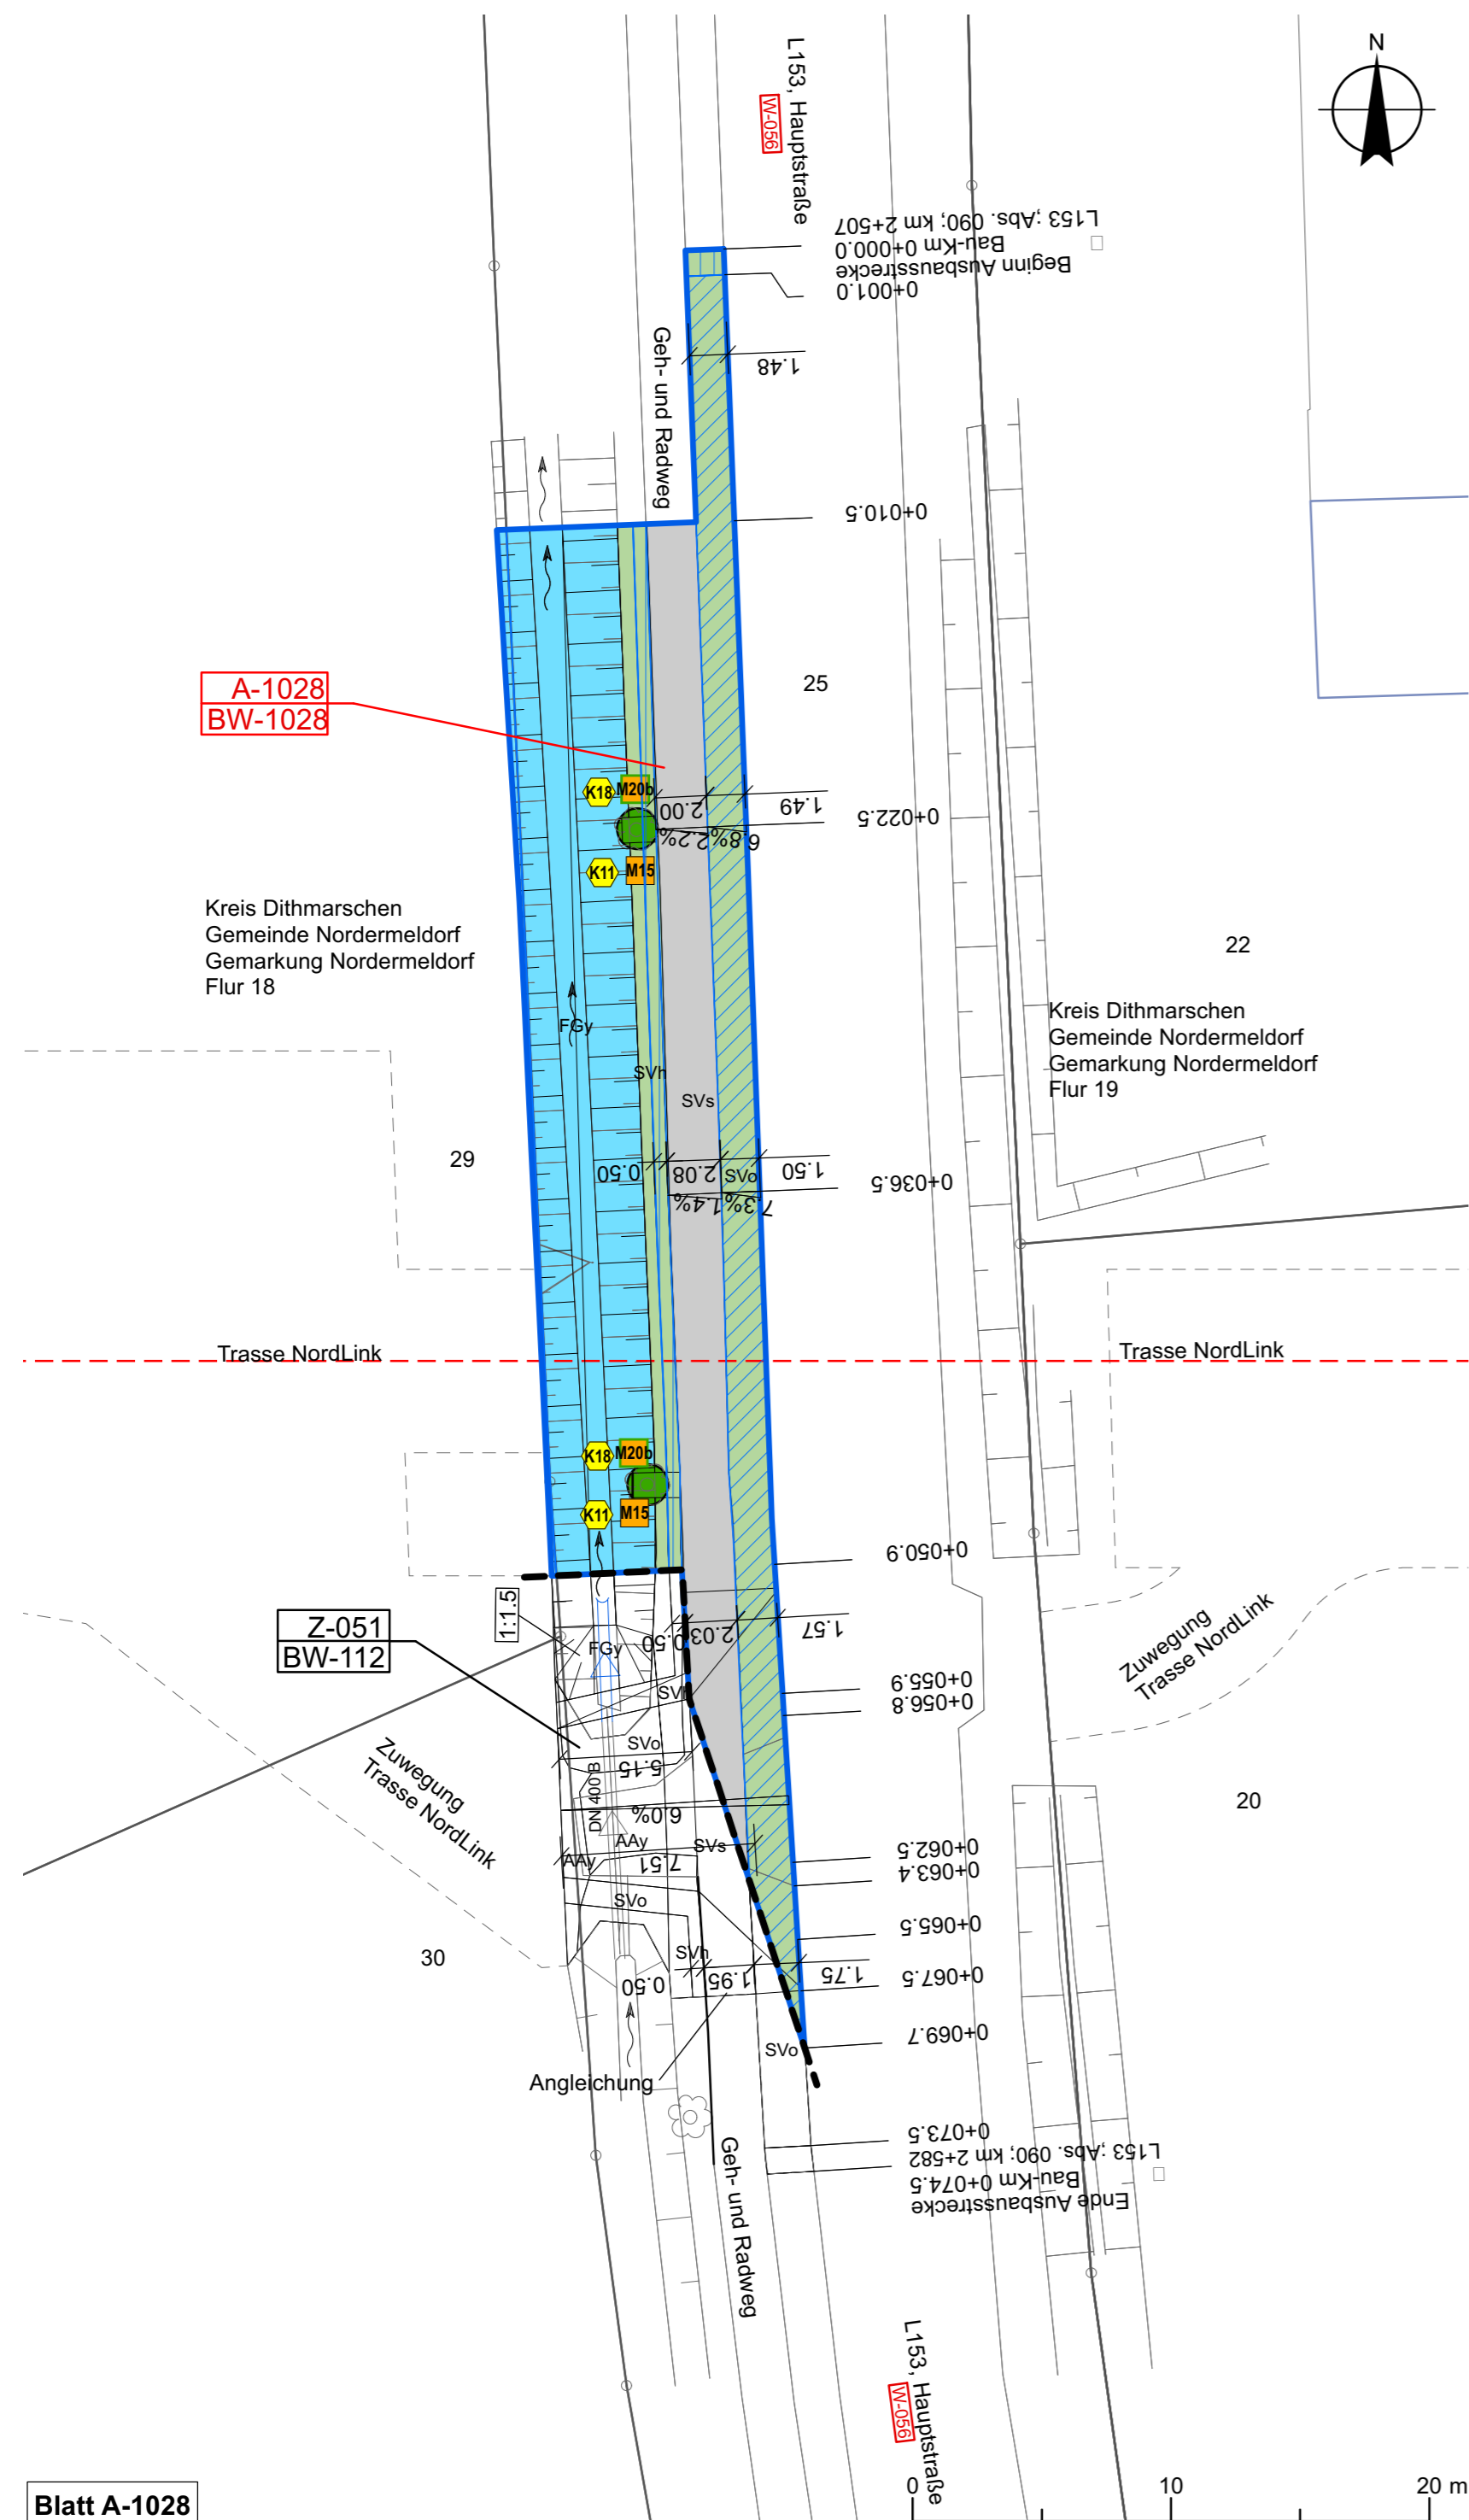 N
L153, Hauptstraße
W-056
L153 ;Abs. 090; km 2+507
Bau-Km 0+000.0
Beginn Ausbausstrecke
0+001.0
Geh- und Radweg
1.48
0+010.5
A-1028
BW-1028
25
K18
M20b
2.00
1.49
0+022.5
2.2%
6.8%
K11
M15
Kreis Dithmarschen
Gemeinde Nordermeldorf
Gemarkung Nordermeldorf
Flur 18
22
Kreis Dithmarschen
Gemeinde Nordermeldorf
Gemarkung Nordermeldorf
Flur 19
FGy
SVh
SVs
29
0.50
2.08
SVo
1.50
0+036.5
1.4%
7.3%
Trasse NordLink
Trasse NordLink
K18
M20b
K11
M15
0+050.9
1:1.5
Z-051
BW-112
FGy
0.50
2.03
1.57
Zuwegung
Trasse NordLink
0+055.9
0+056.8
SVh
SVo
5.15
Zuwegung
Trasse NordLink
DN 400 B
6.0%
20
AAy
SVs
AAy
7.51
0+062.5
0+063.4
SVo
0+065.5
30
SVh
0.50
1.95
1.75
0+067.5
0+069.7
SVo
Angleichung
0+073.5
L153 ;Abs. 090; km 2+582
Bau-Km 0+074.5
Ende Ausbausstrecke
Geh- und Radweg
L153, Hauptstraße
W-056
0
10
20 m
Blatt A-1028